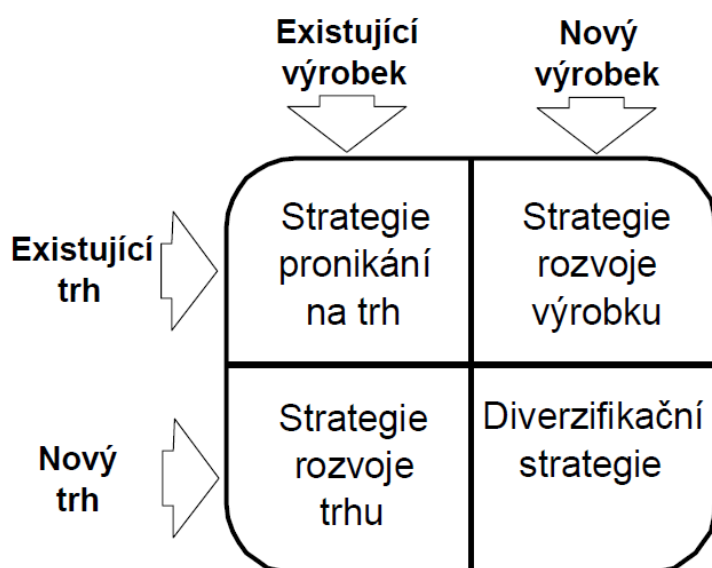 Existující
výrobek
Nový
výrobek
Existující
trh
Strategie
pronikání
na trh
Strategie
rozvoje
výrobku
Nový
trh
Strategie
rozvoje
trhu
Diverzifikační
strategie